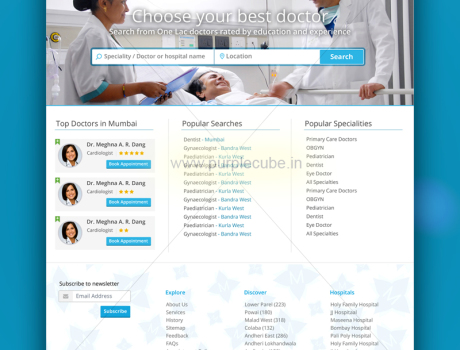 Choose your best doctor
Search from One Lac doctors rated by education and experience
Speciality / Doctor or hospital name
Location
Search
Top Doctors in Mumbai
Dr. Meghna A. R. Dang
Cardiologist
Book Appointment
Dr. Meghna A. R. Dang
Cardiologist
Book Appointment
Dr. Meghna A. R. Dang
Cardiologist
Book Appointment
Popular Searches
Dentist - Mumbai
Gynaecologist - Bandra West
Paediatrician - Kurla West
Gynaecologist - Bandra West
Paediatrician - Kurla West
Gynaecologist - Bandra West
Paediatrician - Kurla West
Gynaecologist - Bandra West
Paediatrician - Kurla West
Gynaecologist - Kurla West
Paediatrician - Kurla West
Gynaecologist - Bandra West
Popular Specialities
Primary Care Doctors
OBGYN
Pediatrician
Dentist
Eye Doctor
All Specialities
Primary Care Doctors
OBGYN
Pediatrician
Dentist
Eye Doctor
All Specialities
www.purplecube.in
Subscribe to newsletter
Email Address
Subscribe
Explore
About Us
Services
History
Sitemap
Feedback
FAQs
Discover
Lower Parel (223)
Powai (180)
Malad West (318)
Colaba (132)
Andheri East (286)
Andheri Lokhandwala
Hospitals
Holy Family Hospital
JJ Hospital
Maseena Hospital
Bombay Hospital
Pali Poly Hospital
Holy Family Hospital